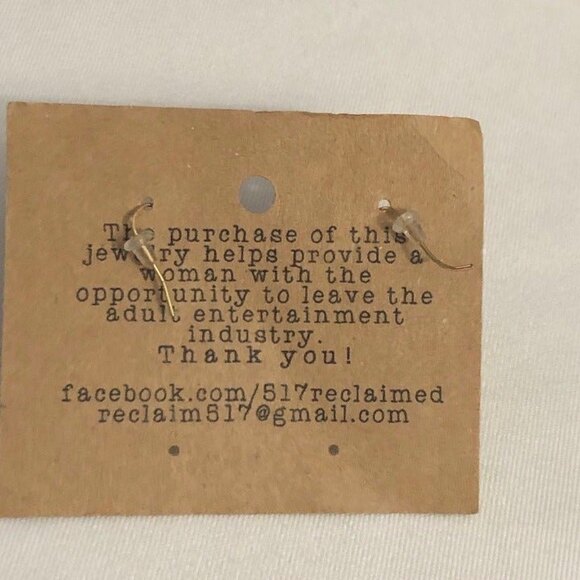 The purchase of this
jewelry helps provide a
woman with the
opportunity to leave the
adult entertainment
industry.
Thank you!
facebook.com/517reclaimed
reclaim517@gmail.com